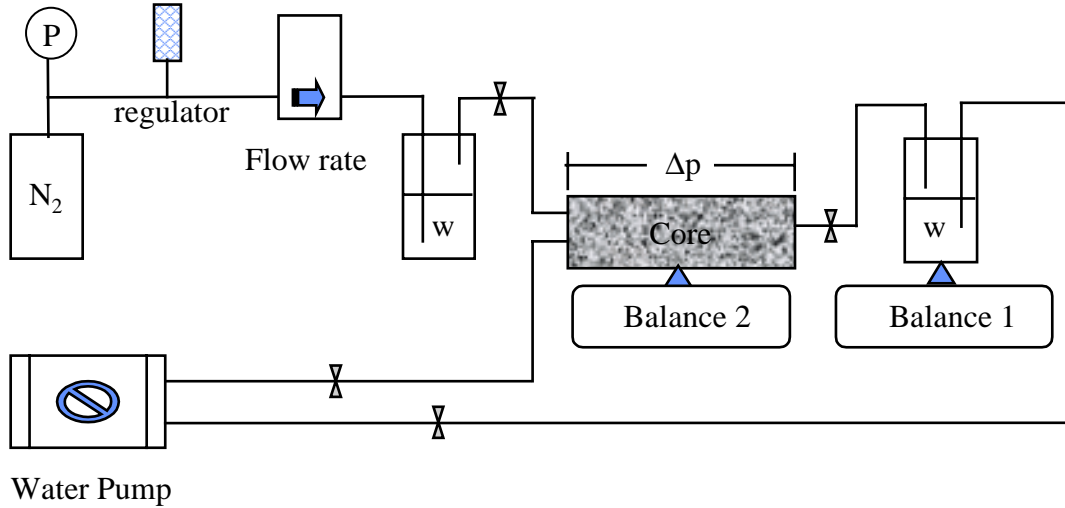 P
regulator
Flow rate
N₂
w
Δp
Core
w
Balance 2
Balance 1
Water Pump